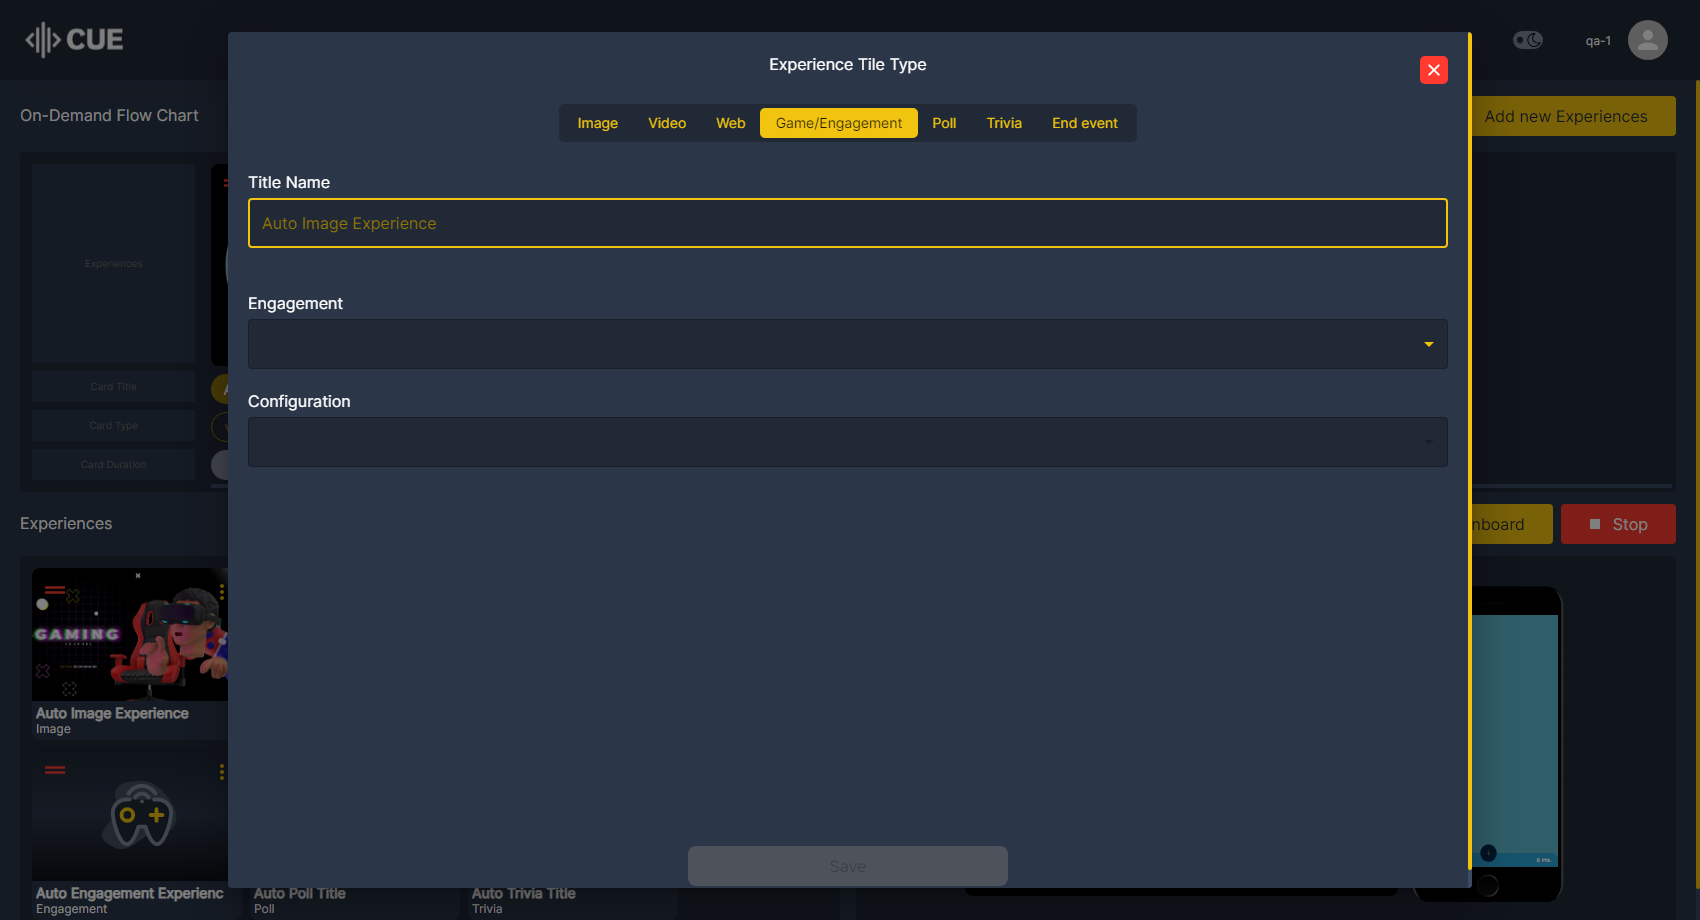 CUE
qa-1
Experience Tile Type
On-Demand Flow Chart
Add new Experiences
Image
Video
Web
Game/Engagement
Poll
Trivia
End event
Title Name
Auto Image Experience
Experiences
Engagement
Card Title
Card Type
Card Duration
Configuration
Experiences
nboard
Stop
GAMING
Auto Image Experience
Image
Save
Auto Engagement Experienc
Engagement
Auto Poll Title
Poll
Auto Trivia Title
Trivia